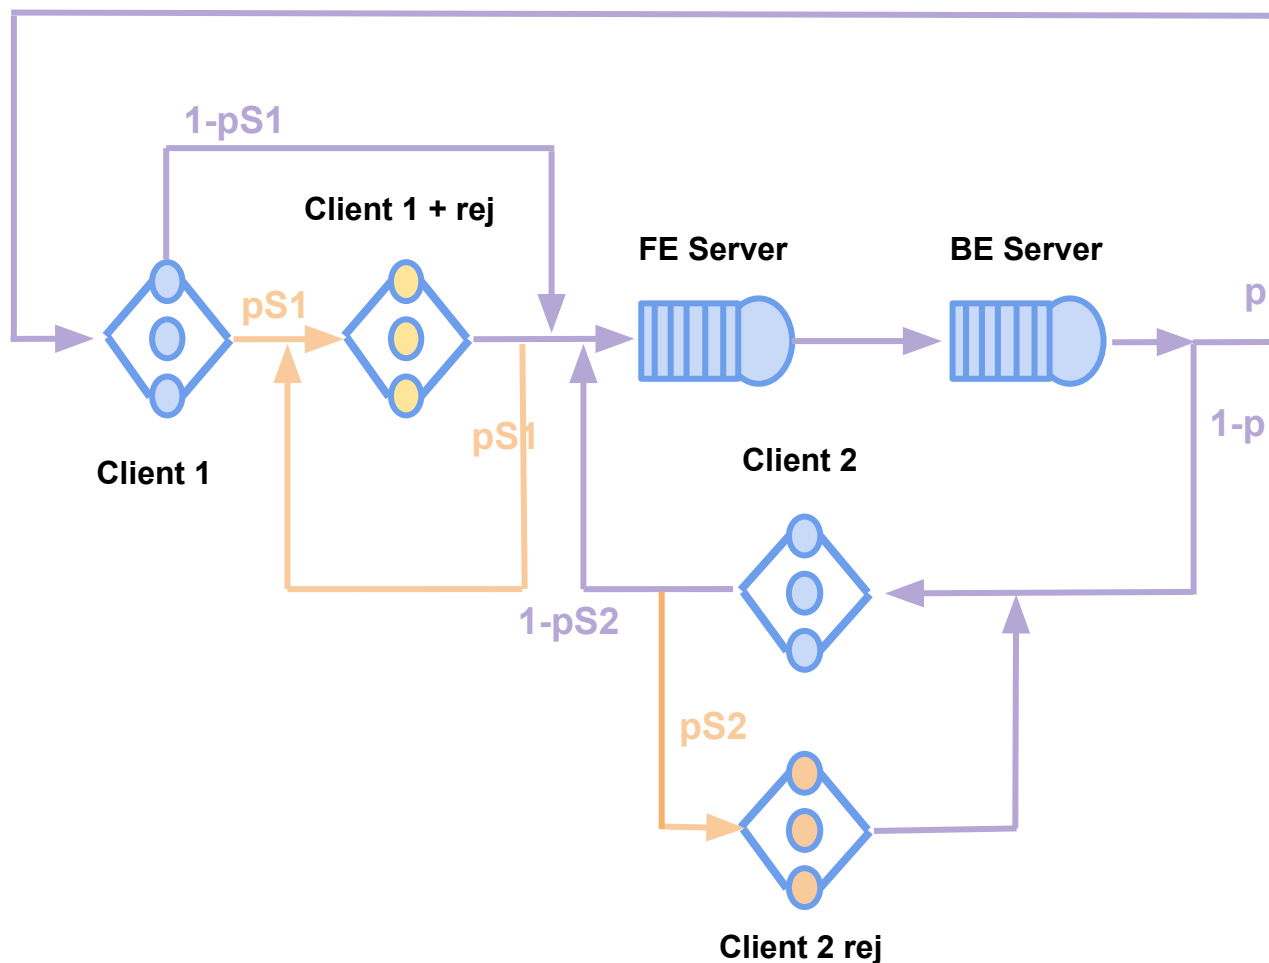 1-pS1
Client 1 + rej
FE Server
BE Server
pS1
p
pS1
1-p
Client 1
Client 2
1-pS2
pS2
Client 2 rej